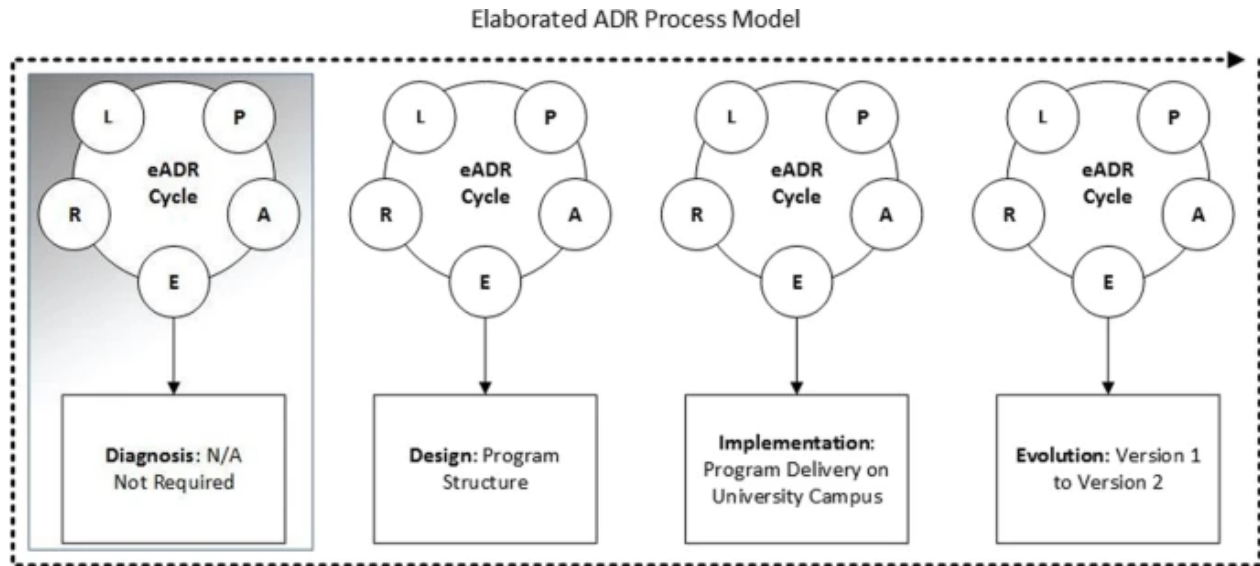 Elaborated ADR Process Model
L
P
eADR
Cycle
R
A
E
Diagnosis: N/A
Not Required
L
P
eADR
Cycle
R
A
E
Design: Program
Structure
L
P
eADR
Cycle
R
A
E
Implementation:
Program Delivery on
University Campus
L
P
eADR
Cycle
R
A
E
Evolution: Version 1
to Version 2